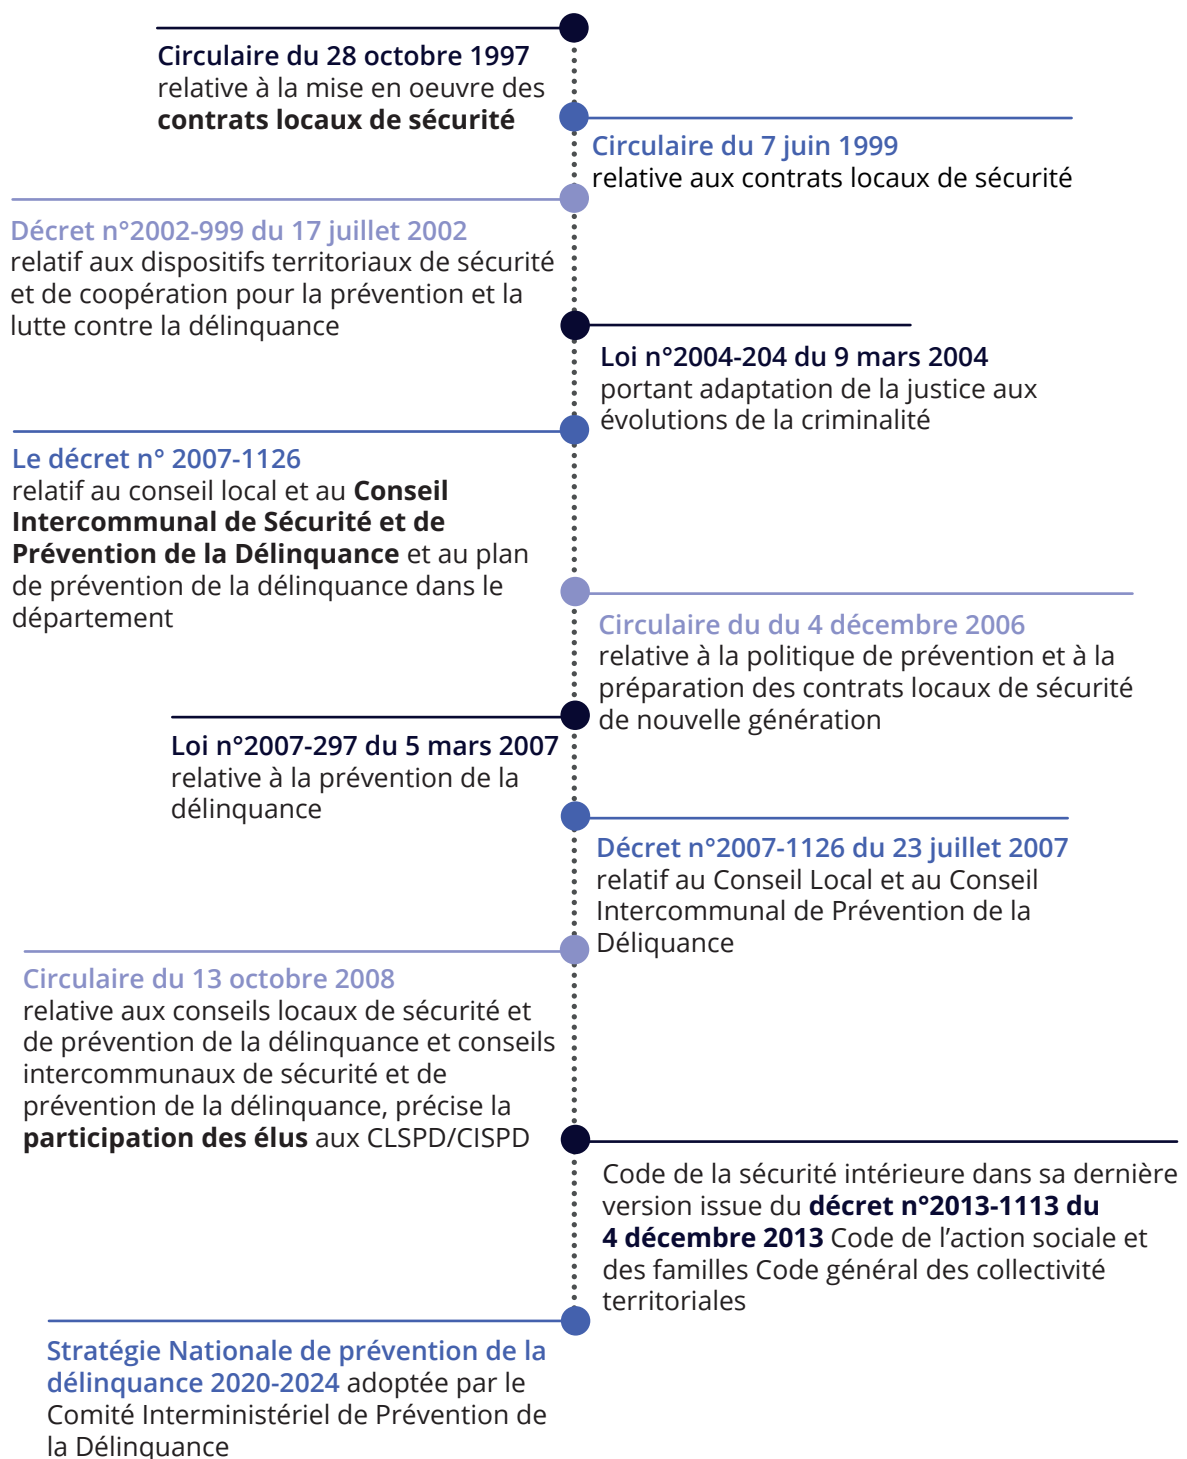 Circulaire du 28 octobre 1997
relative à la mise en oeuvre des
contrats locaux de sécurité
Circulaire du 7 juin 1999
relative aux contrats locaux de sécurité
Décret n°2002-999 du 17 juillet 2002
relatif aux dispositifs territoriaux de sécurité
et de coopération pour la prévention et la
lutte contre la délinquance
Loi n°2004-204 du 9 mars 2004
portant adaptation de la justice aux
évolutions de la criminalité
Le décret n° 2007-1126
relatif au conseil local et au Conseil
Intercommunal de Sécurité et de
Prévention de la Délinquance et au plan
de prévention de la délinquance dans le
département
Circulaire du du 4 décembre 2006
relative à la politique de prévention et à la
préparation des contrats locaux de sécurité
de nouvelle génération
Loi n°2007-297 du 5 mars 2007
relative à la prévention de la
délinquance
Décret n°2007-1126 du 23 juillet 2007
relatif au Conseil Local et au Conseil
Intercommunal de Prévention de la
Déliquance
Circulaire du 13 octobre 2008
relative aux conseils locaux de sécurité et
de prévention de la délinquance et conseils
intercommunaux de sécurité et de
prévention de la délinquance, précise la
participation des élus aux CLSPD/CISPD
Code de la sécurité intérieure dans sa dernière
version issue du décret n°2013-1113 du
4 décembre 2013 Code de l’action sociale et
des familles Code général des collectivité
territoriales
Stratégie Nationale de prévention de la
délinquance 2020-2024 adoptée par le
Comité Interministériel de Prévention de
la Délinquance